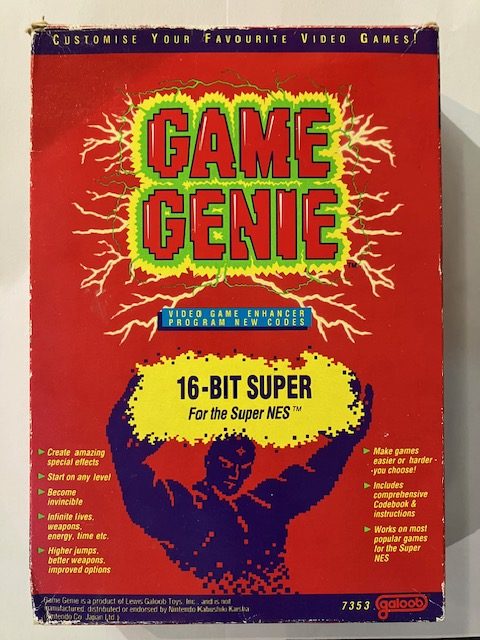 CUSTOMISE YOUR FAVOURITE VIDEO GAMES!
GAME
GENIE
TM
VIDEO GAME ENHANCER
PROGRAM NEW CODES
16-BIT SUPER
For the Super NES™
Create amazing
special effects
Start on any level
Become
invincible
Infinite lives,
weapons,
energy, time etc.
Higher jumps,
better weapons,
improved options
Make games
easier or harder -
-you choose!
Includes
comprehensive
Codebook &
instructions
Works on most
popular games
for the Super
NES
Game Genie is a product of Lewis Galoob Toys, Inc., and is not
manufactured, distributed or endorsed by Nintendo Kabushiki Kaisha
(Nintendo Co. Japan Ltd.)
7353 galoob